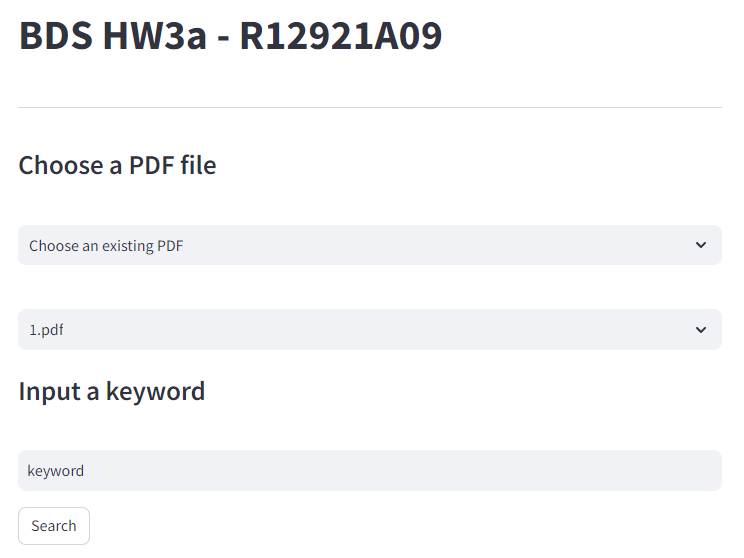 BDS HW3a - R12921A09
Choose a PDF file
Choose an existing PDF
1.pdf
Input a keyword
keyword
Search